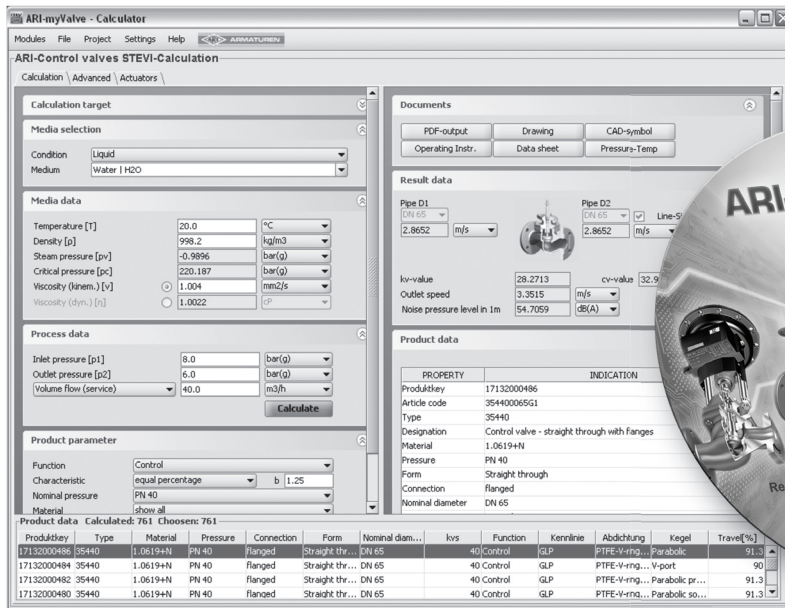 ARI-myValve - Calculator
Modules File Project Settings Help ARI ARMATUREN
ARI-Control valves STEVI-Calculation
Calculation \ Advanced \ Actuators \
Calculation target
Media selection
Condition Liquid
Medium Water | H2O
Media data
Temperature [T] 20.0 °C
Density [ρ] 998.2 kg/m3
Steam pressure [pv] -0.9896 bar(g)
Critical pressure [pc] 220.187 bar(g)
Viscosity (kinem.) [ν] 1.004 mm2/s
Viscosity (dyn.) [η] 1.0022 cP
Process data
Inlet pressure [p1] 8.0 bar(g)
Outlet pressure [p2] 6.0 bar(g)
Volume flow (service) 40.0 m3/h
Calculate
Product parameter
Function Control
Characteristic equal percentage b 1.25
Nominal pressure PN 40
Material show all
Documents
PDF-output Drawing CAD-symbol
Operating Instr. Data sheet Pressure-Temp
Result data
Pipe D1 Pipe D2
DN 65 DN 65
2.8652 m/s 2.8652 m/s
kv-value 28.2713 cv-value 32.9
Outlet speed 3.3515 m/s
Noise pressure level in 1m 54.7059 dB(A)
Product data
PROPERTY INDICATION
Produktkey 17132000486
Article code 354400065G1
Type 35440
Designation Control valve - straight through with flanges
Material 1.0619+N
Pressure PN 40
Form Straight through
Connection flanged
Nominal diameter DN 65
ARI-
Re
Product data Calculated: 761 Choosen: 761
Produktkey Type Material Pressure Connection Form Nominal diam... kvs Function Kennlinie Abdichtung Kegel Travel[%]
17132000486 35440 1.0619+N PN 40 flanged Straight thr... DN 65 40 Control GLP PTFE-V-rng... Parabolic 91.3
17132000484 35440 1.0619+N PN 40 flanged Straight thr... DN 65 40 Control GLP PTFE-V-rng... V-port 90
17132000482 35440 1.0619+N PN 40 flanged Straight thr... DN 65 40 Control GLP PTFE-V-rng... Parabolic pr... 91.3
17132000480 35440 1.0619+N PN 40 flanged Straight thr... DN 65 40 Control GLP PTFE-V-rng... Parabolic so... 91.3